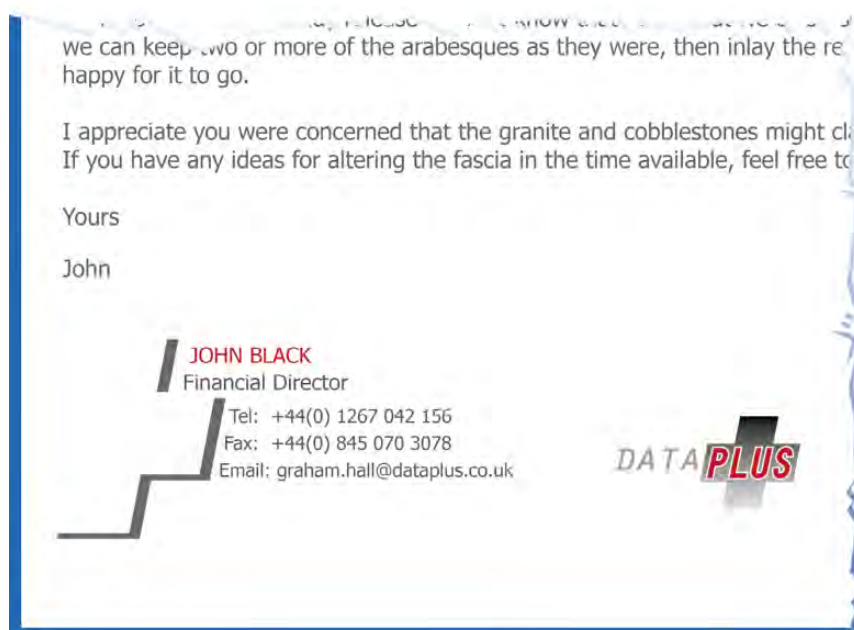 we can keep two or more of the arabesques as they were, then inlay the re
happy for it to go.
I appreciate you were concerned that the granite and cobblestones might cl
If you have any ideas for altering the fascia in the time available, feel free to
Yours
John
JOHN BLACK
Financial Director
Tel: +44(0) 1267 042 156
Fax: +44(0) 845 070 3078
Email: graham.hall@dataplus.co.uk
DATA PLUS